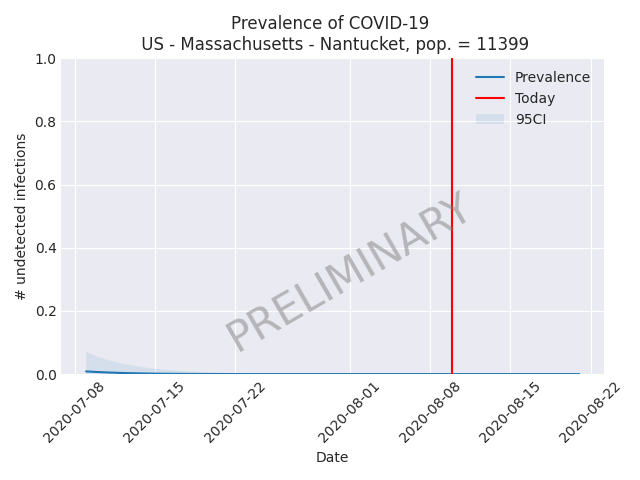 Prevalence of COVID-19
US - Massachusetts - Nantucket, pop. = 11399
1.0
0.8
0.6
0.4
0.2
0.0
# undetected infections
Prevalence
Today
95CI
PRELIMINARY
2020-07-08
2020-07-15
2020-07-22
2020-08-01
2020-08-08
2020-08-15
2020-08-22
Date